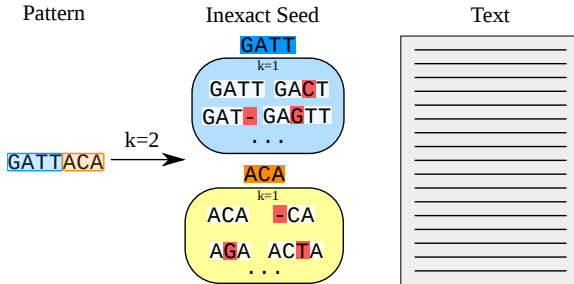 Pattern
Inexact Seed
Text
GATT
k=1
GATT GACT
GAT- GAGTT
...
k=2
GATTACA
ACA
k=1
ACA -CA
AGA ACTA
...